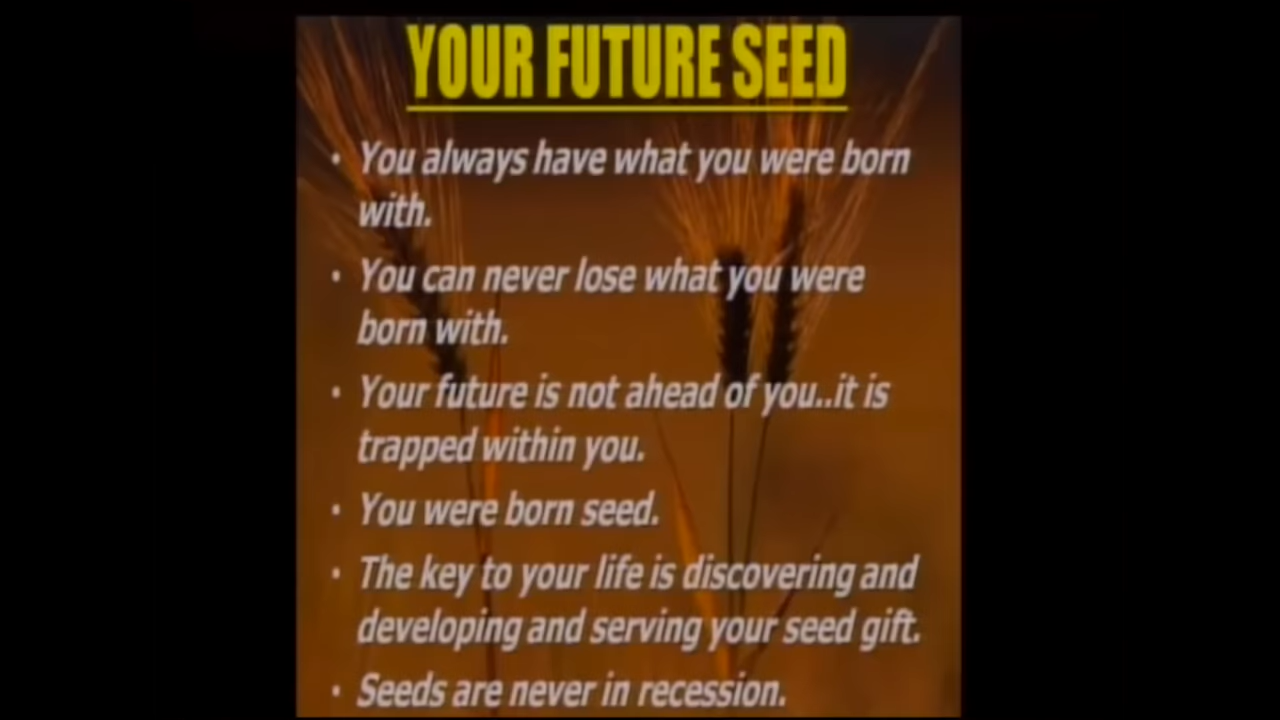 YOUR FUTURE SEED
• You always have what you were born
with.
• You can never lose what you were
born with.
• Your future is not ahead of you..it is
trapped within you.
• You were born seed.
• The key to your life is discovering and
developing and serving your seed gift.
• Seeds are never in recession.